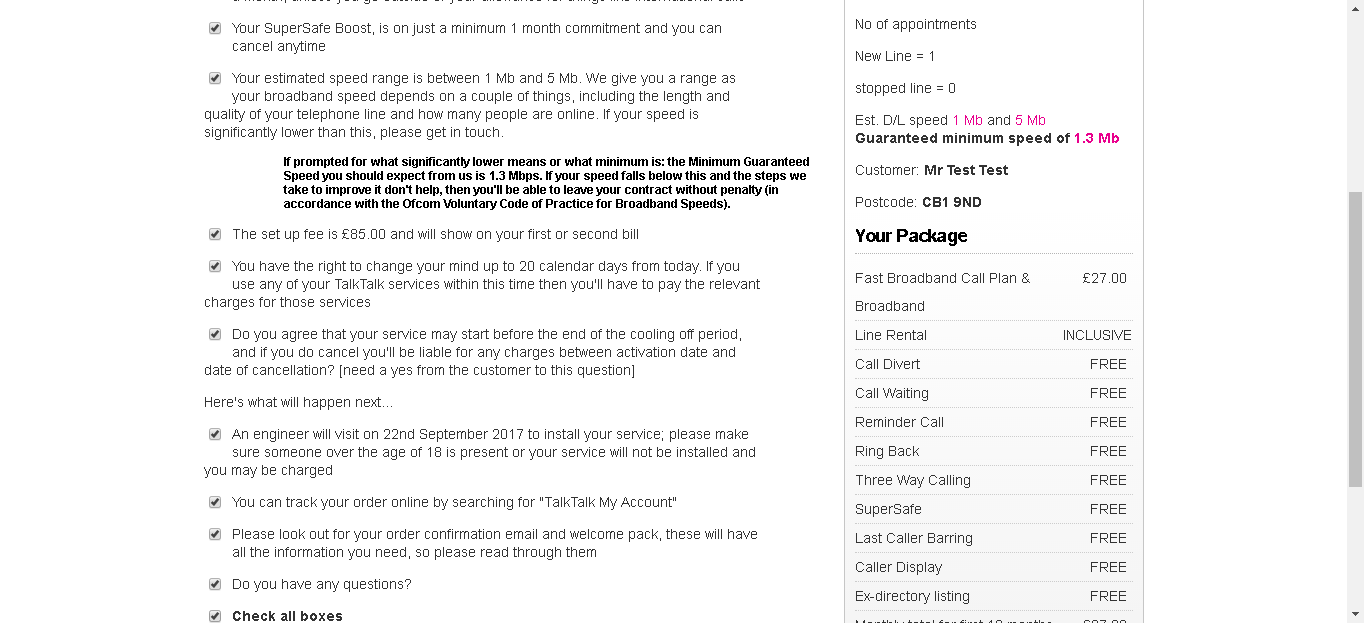 Your SuperSafe Boost, is on just a minimum 1 month commitment and you can
cancel anytime
Your estimated speed range is between 1 Mb and 5 Mb. We give you a range as
your broadband speed depends on a couple of things, including the length and
quality of your telephone line and how many people are online. If your speed is
significantly lower than this, please get in touch.
If prompted for what significantly lower means or what minimum is: the Minimum Guaranteed
Speed you should expect from us is 1.3 Mbps. If your speed falls below this and the steps we
take to improve it don't help, then you'll be able to leave your contract without penalty (in
accordance with the Ofcom Voluntary Code of Practice for Broadband Speeds).
The set up fee is £85.00 and will show on your first or second bill
You have the right to change your mind up to 20 calendar days from today. If you
use any of your TalkTalk services within this time then you'll have to pay the relevant
charges for those services
Do you agree that your service may start before the end of the cooling off period,
and if you do cancel you'll be liable for any charges between activation date and
date of cancellation? [need a yes from the customer to this question]
Here's what will happen next...
An engineer will visit on 22nd September 2017 to install your service; please make
sure someone over the age of 18 is present or your service will not be installed and
you may be charged
You can track your order online by searching for "TalkTalk My Account"
Please look out for your order confirmation email and welcome pack, these will have
all the information you need, so please read through them
Do you have any questions?
Check all boxes
No of appointments
New Line = 1
stopped line = 0
Est. D/L speed 1 Mb and 5 Mb
Guaranteed minimum speed of 1.3 Mb
Customer: Mr Test Test
Postcode: CB1 9ND
Your Package
Fast Broadband Call Plan & £27.00
Broadband
Line Rental INCLUSIVE
Call Divert FREE
Call Waiting FREE
Reminder Call FREE
Ring Back FREE
Three Way Calling FREE
SuperSafe FREE
Last Caller Barring FREE
Caller Display FREE
Ex-directory listing FREE